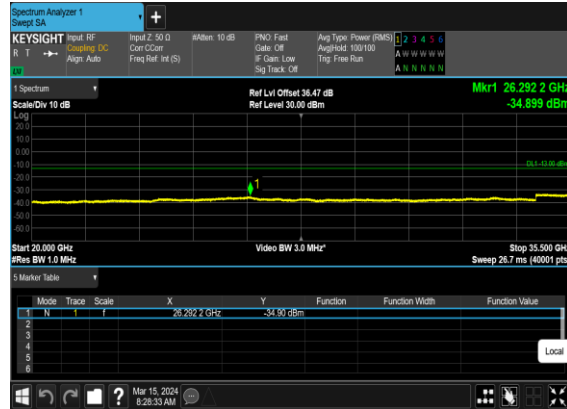 Spectrum Analyzer 1
Swept SA
+
KEYSIGHT Input: RF Input Z: 50 Ω #Atten: 10 dB PNO: Fast Avg Type: Power (RMS) 1 2 3 4 5 6
R T Coupling: DC Corr CCorr Gate: Off Avg|Hold: 100/100 A W W W W W
Align: Auto Freq Ref: Int (S) IF Gain: Low Trig: Free Run
Sig Track: Off A N N N N N
1 Spectrum Ref Lvl Offset 36.47 dB Mkr1 26.292 2 GHz
Scale/Div 10 dB Ref Level 30.00 dBm -34.899 dBm
Log
20.0
10.0
0.00
-10.0
DL1 -13.00 dBm
-20.0
1
-30.0
-40.0
-50.0
-60.0
Start 20.000 GHz Video BW 3.0 MHz* Stop 35.500 GHz
#Res BW 1.0 MHz Sweep 26.7 ms (40001 pts)
5 Marker Table
Mode Trace Scale X Y Function Function Width Function Value
1 N 1 f 26.292 2 GHz -34.90 dBm
2
3
4
5
6
Local
? Mar 15, 2024
8:28:33 AM